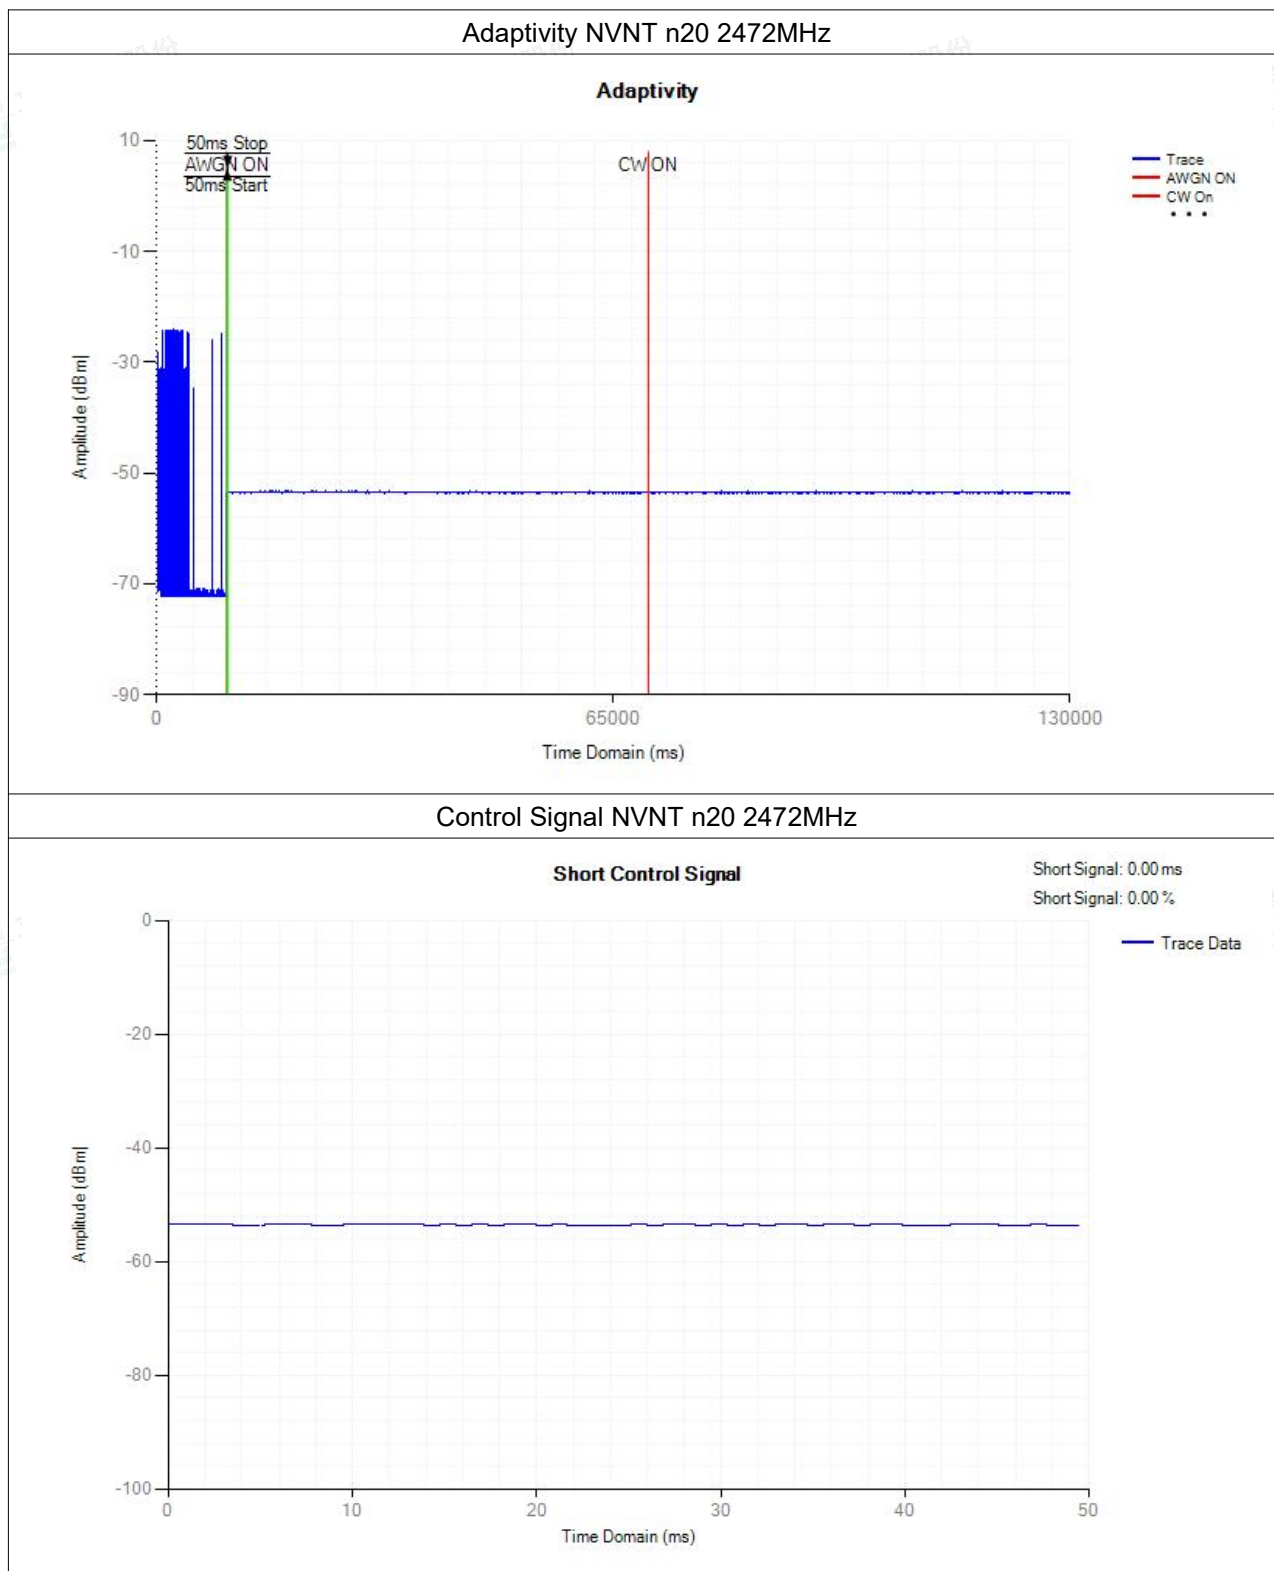 Adaptivity NVNT n20 2472MHz
Adaptivity
50ms Stop
AWGN ON
50ms Start
CW ON
Trace
AWGN ON
CW On
10
-10
-30
-50
-70
-90
Amplitude [dBm]
0
65000
130000
Time Domain (ms)
Control Signal NVNT n20 2472MHz
Short Control Signal
Short Signal: 0.00 ms
Short Signal: 0.00 %
Trace Data
0
-20
-40
-60
-80
-100
Amplitude [dBm]
0
10
20
30
40
50
Time Domain (ms)